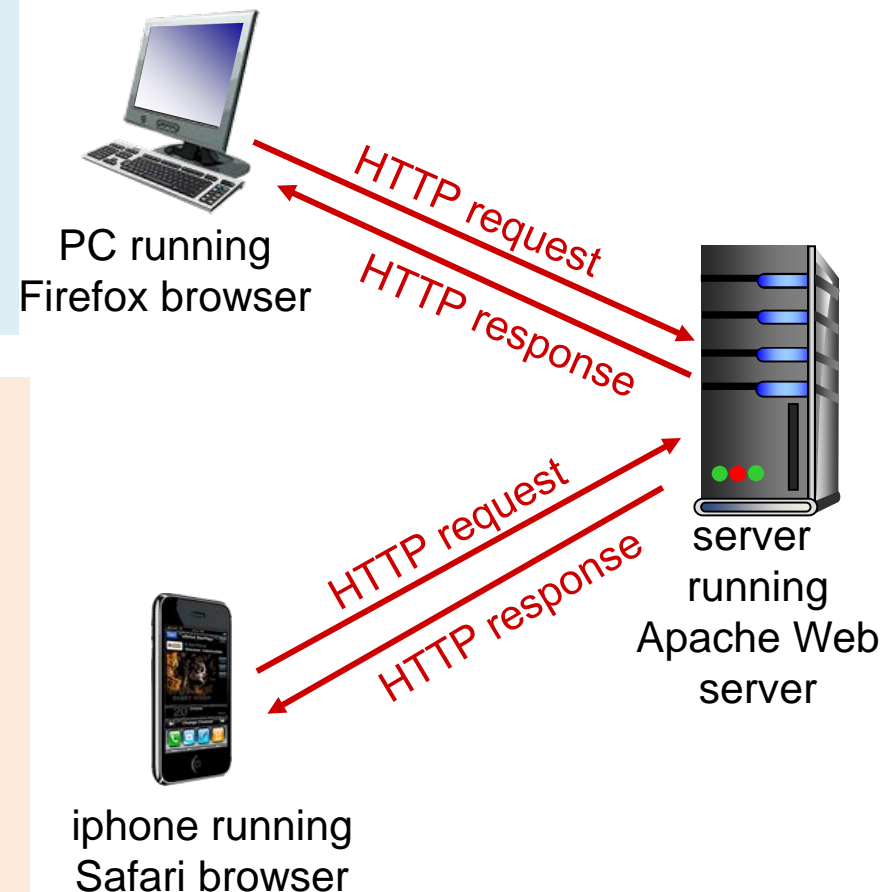 HTTP request
PC running
Firefox browser
HTTP response
HTTP request
server
running
Apache Web
server
HTTP response
iphone running
Safari browser